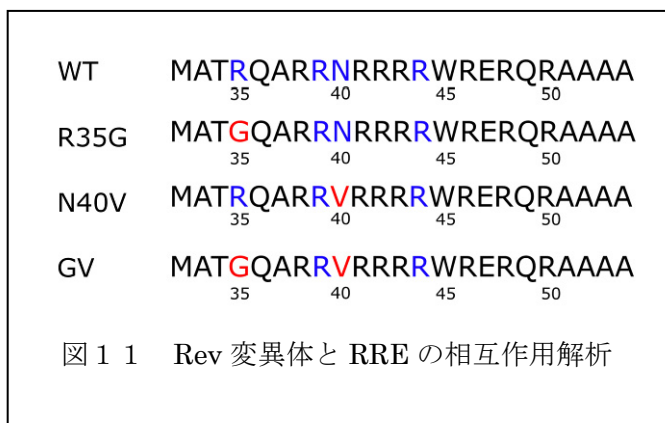 WT MATRQARRNRRRRWRERQRAAAA
35 40 45 50
R35G MATGQARRNRRRRWRERQRAAAA
35 40 45 50
N40V MATRQARRVRRRRWRERQRAAAA
35 40 45 50
GV MATGQARRVRRRRWRERQRAAAA
35 40 45 50
図11 Rev 変異体と RRE の相互作用解析